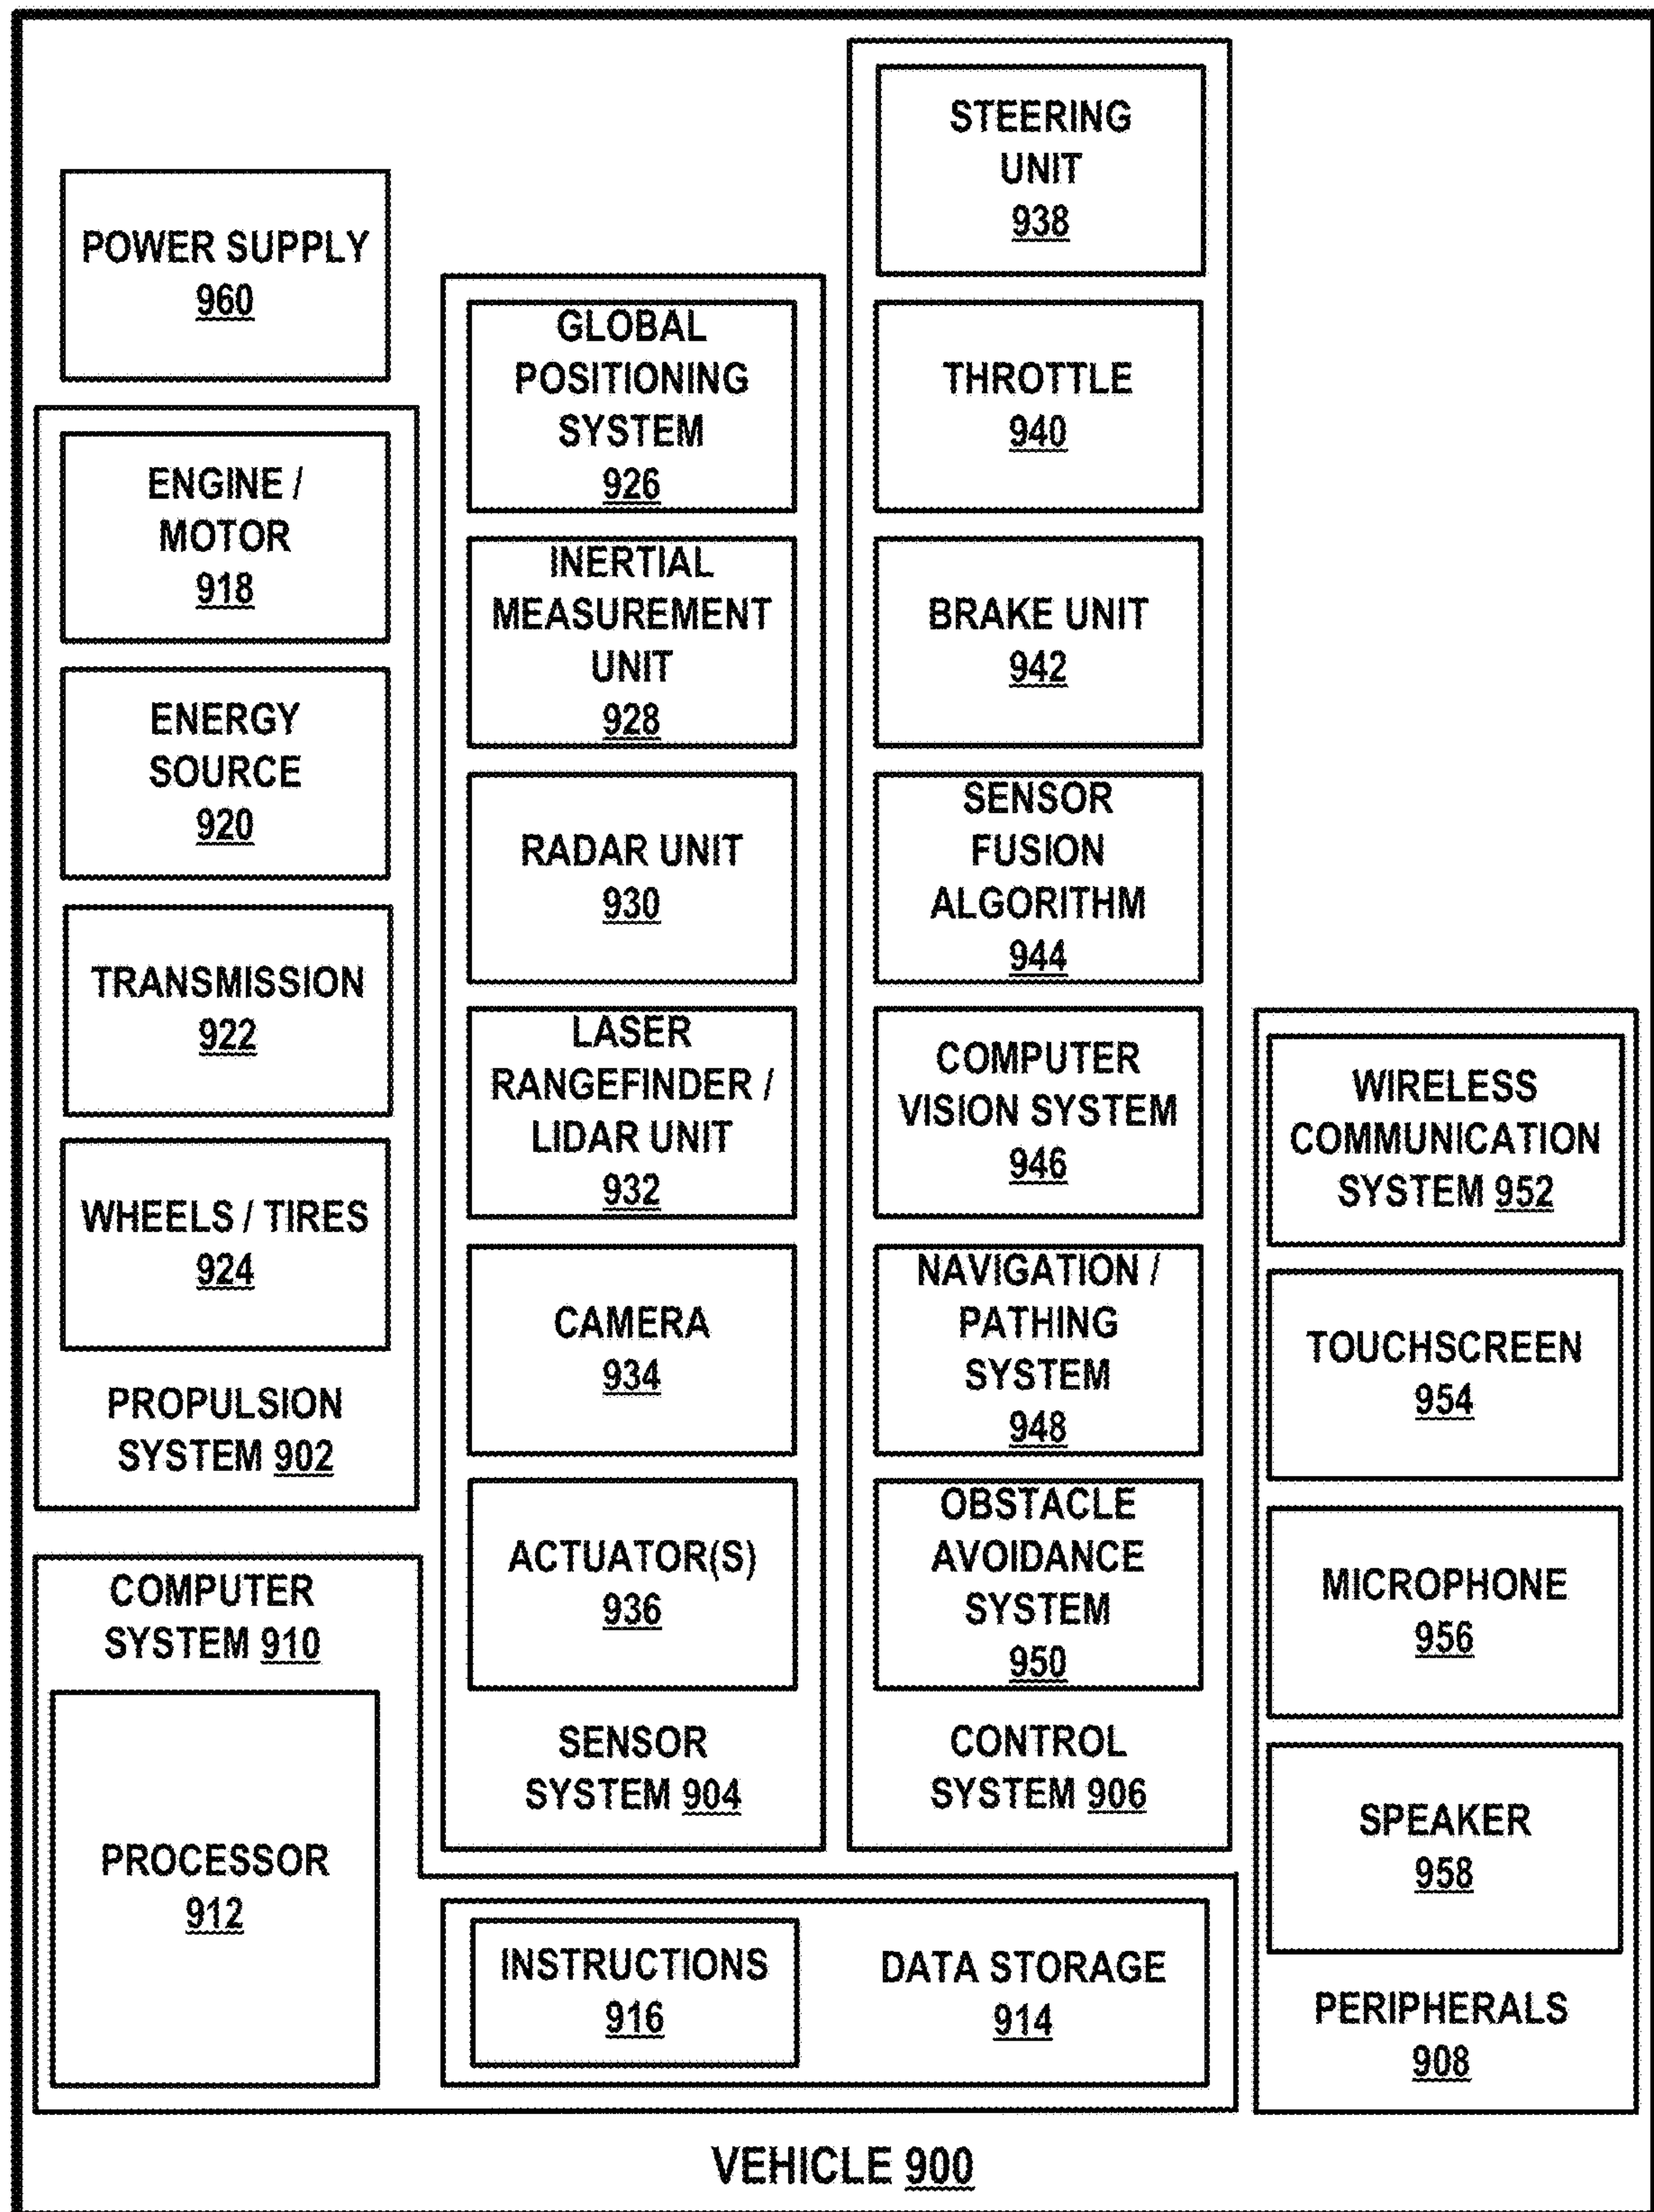 POWER SUPPLY
960
ENGINE /
MOTOR
918
ENERGY
SOURCE
920
TRANSMISSION
922
WHEELS / TIRES
924
PROPULSION
SYSTEM 902
COMPUTER
SYSTEM 910
PROCESSOR
912
GLOBAL
POSITIONING
SYSTEM
926
INERTIAL
MEASUREMENT
UNIT
928
RADAR UNIT
930
LASER
RANGEFINDER /
LIDAR UNIT
932
CAMERA
934
ACTUATOR(S)
936
SENSOR
SYSTEM 904
STEERING
UNIT
938
THROTTLE
940
BRAKE UNIT
942
SENSOR
FUSION
ALGORITHM
944
COMPUTER
VISION SYSTEM
946
NAVIGATION /
PATHING
SYSTEM
948
OBSTACLE
AVOIDANCE
SYSTEM
950
CONTROL
SYSTEM 906
INSTRUCTIONS
916
DATA STORAGE
914
WIRELESS
COMMUNICATION
SYSTEM 952
TOUCHSCREEN
954
MICROPHONE
956
SPEAKER
958
PERIPHERALS
908
VEHICLE 900